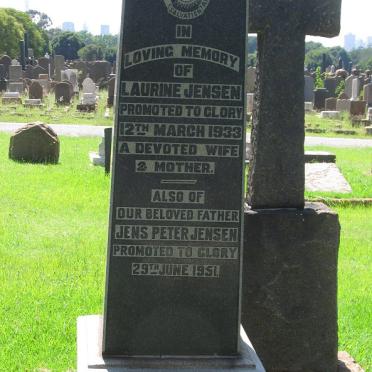 IN
LOVING MEMORY
OF
LAURINE JENSEN
PROMOTED TO GLORY
12TH MARCH 1933
A DEVOTED WIFE
& MOTHER.
ALSO OF
OUR BELOVED FATHER
JENS PETER JENSEN
PROMOTED TO GLORY
29TH JUNE 1951.